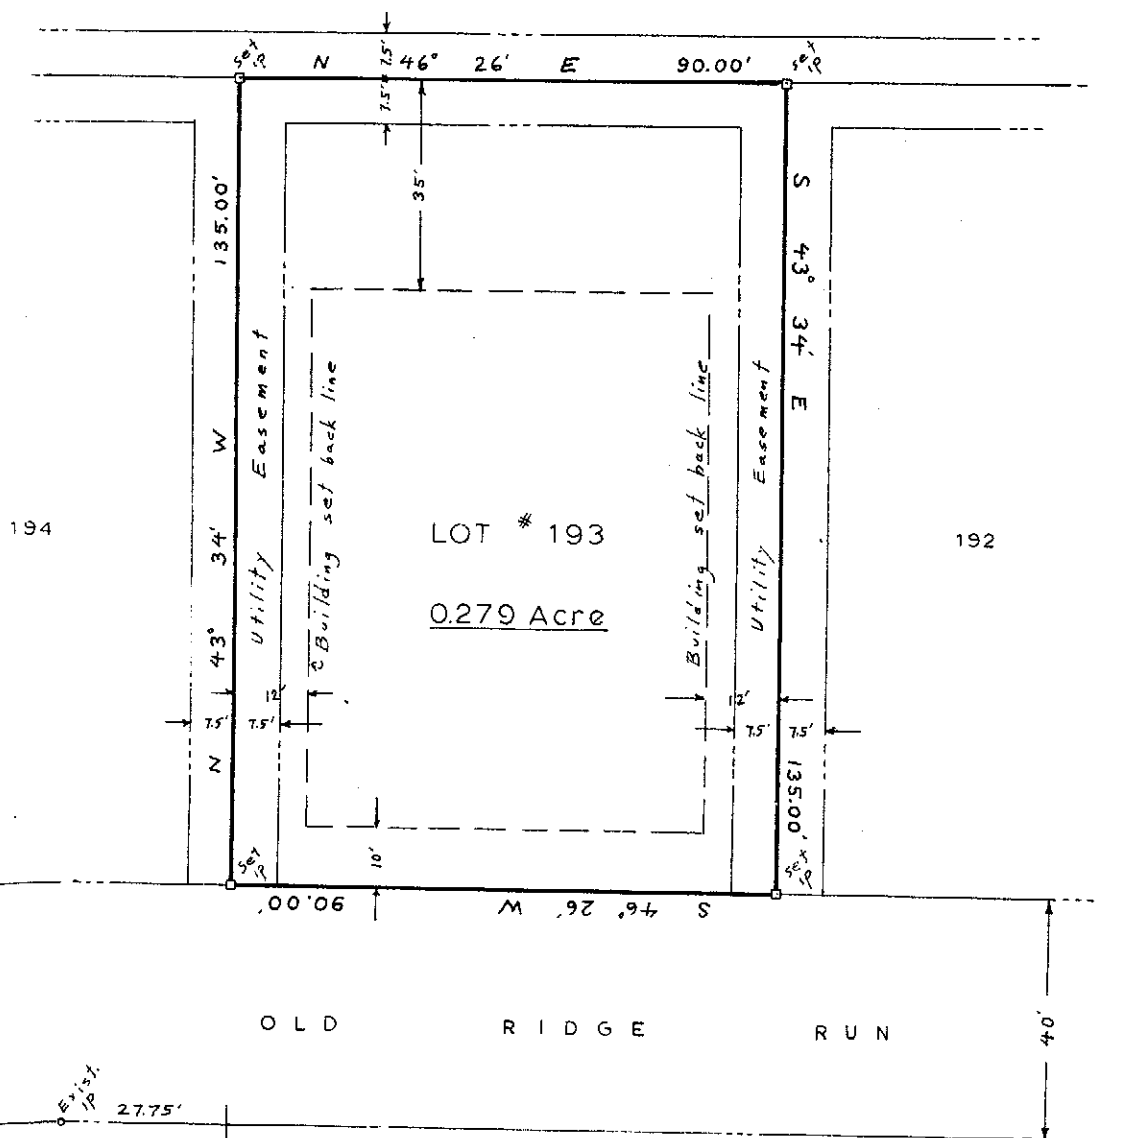 7.5'
7.5'
set
IP
N 46° 26' E 90.00'
set
IP
35'
135.00'
N 43° 34' W
S 43° 34' E
135.00'
Utility Easement
Building set back line
Building set back line
Utility Easement
194
LOT # 193
0.279 Acre
192
12'
12'
7.5' 7.5'
7.5' 7.5'
10'
set
IP
set
IP
S 46° 26' W 90.00'
OLD RIDGE RUN
40'
Exist.
IP
27.75'